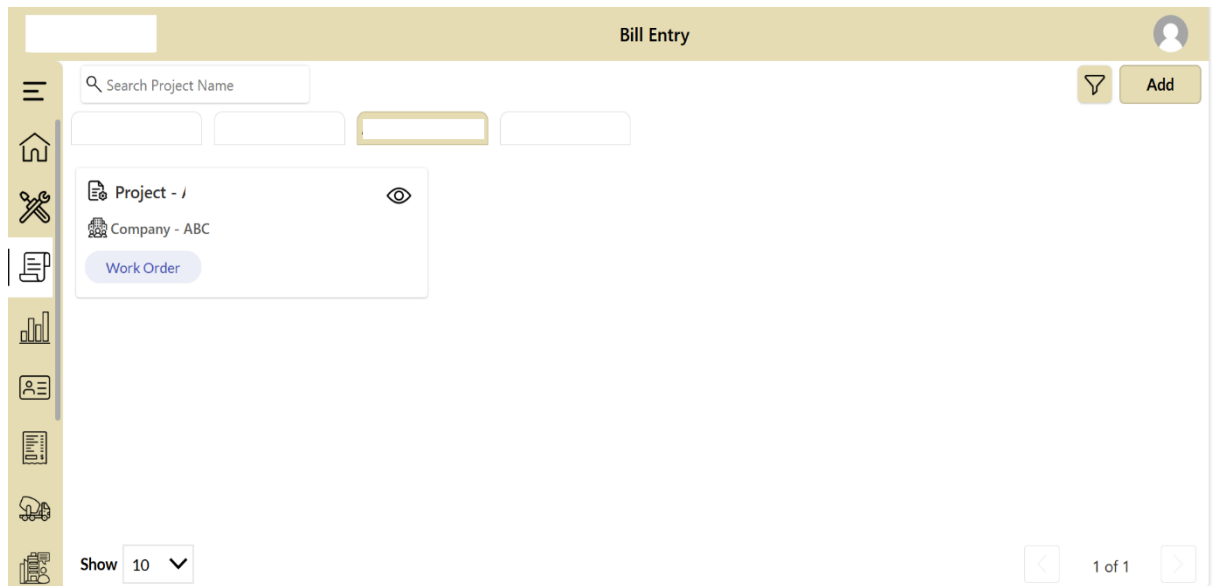 Bill Entry
Search Project Name
Add
Project -
Company - ABC
Work Order
Show 10
1 of 1